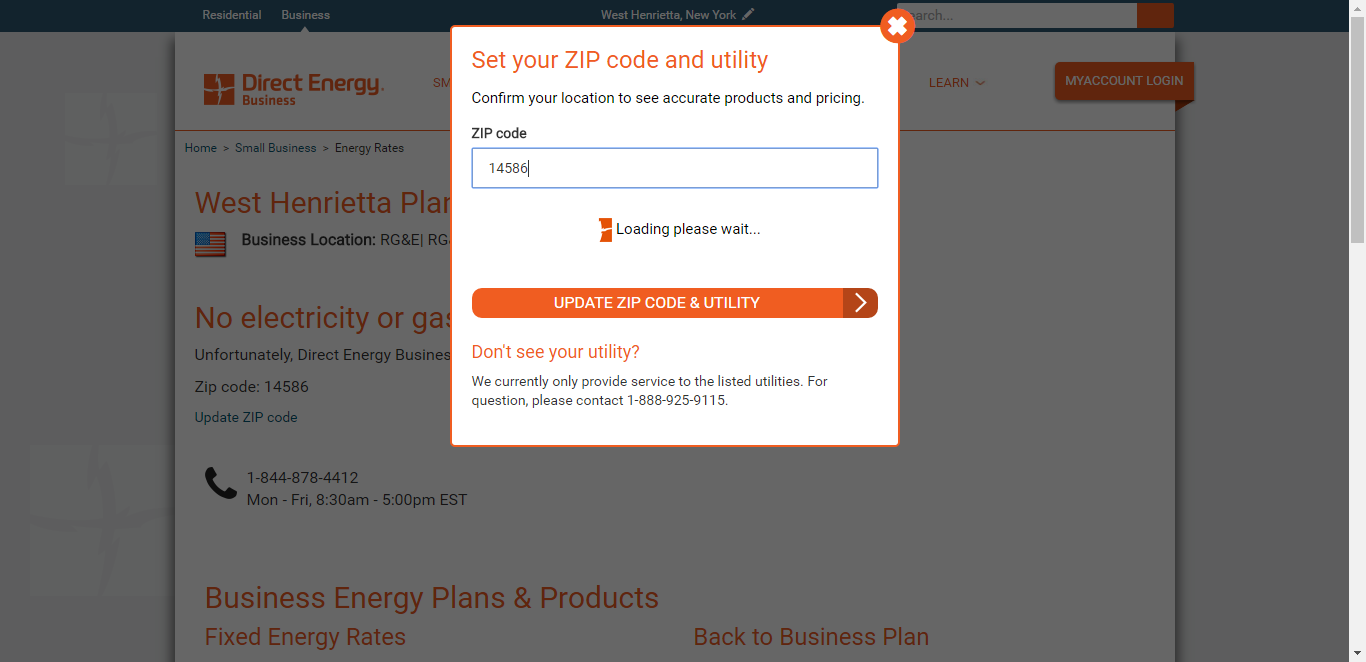 Residential Business West Henrietta, New York arch...
Direct Energy.
Business
SM
LEARN
MYACCOUNT LOGIN
Home > Small Business > Energy Rates
West Henrietta Plan
Business Location: RG&E| RG&
No electricity or gas
Unfortunately, Direct Energy Business
Zip code: 14586
Update ZIP code
1-844-878-4412
Mon - Fri, 8:30am - 5:00pm EST
Business Energy Plans & Products
Fixed Energy Rates
Back to Business Plan
Set your ZIP code and utility
Confirm your location to see accurate products and pricing.
ZIP code
14586
Loading please wait...
UPDATE ZIP CODE & UTILITY
Don't see your utility?
We currently only provide service to the listed utilities. For
question, please contact 1-888-925-9115.